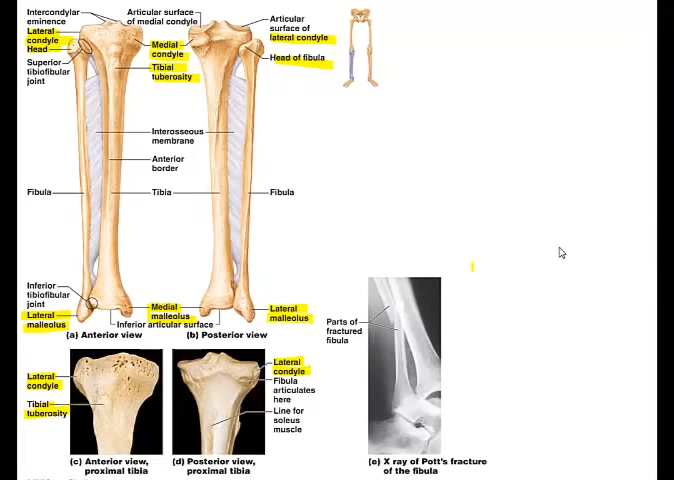 Intercondylar
eminence
Articular surface
of medial condyle
Lateral
condyle
Head
Superior
tibiofibular
joint
Medial
condyle
Tibial
tuberosity
Articular
surface of
lateral condyle
Head of fibula
Interosseous
membrane
Anterior
border
Fibula
Tibia
Fibula
Inferior
tibiofibular
joint
Lateral
malleolus
Medial
malleolus
Inferior articular surface
Lateral
malleolus
(a) Anterior view
(b) Posterior view
Lateral
condyle
Tibial
tuberosity
Lateral
condyle
Fibula
articulates
here
Line for
soleus
muscle
(c) Anterior view,
proximal tibia
(d) Posterior view,
proximal tibia
Parts of
fractured
fibula
(e) X ray of Pott's fracture
of the fibula